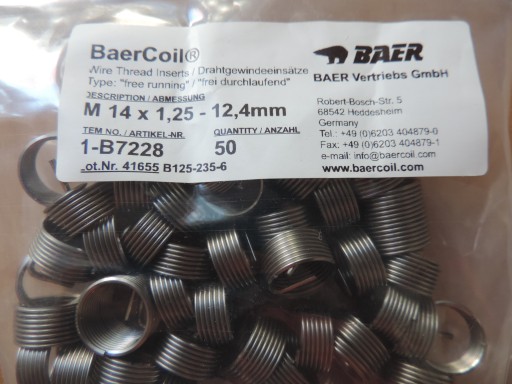 BaerCoil®
Wire Thread Inserts / Drahtgewindeeinsätze
Type: "free running" / "frei durchlaufend"
DESCRIPTION / ABMESSUNG
M 14 x 1,25 - 12,4mm
TEM NO. / ARTIKEL-NR.
QUANTITY / ANZAHL
1-B7228
50
Lot.Nr. 41655 B125-235-6
BAER
BAER Vertriebs GmbH
Robert-Bosch-Str. 5
68542 Heddesheim
Germany
Tel.: +49 (0)6203 404879-0
Fax: +49 (0)6203 404893-1
e-mail: info@baercoil.com
www.baercoil.com